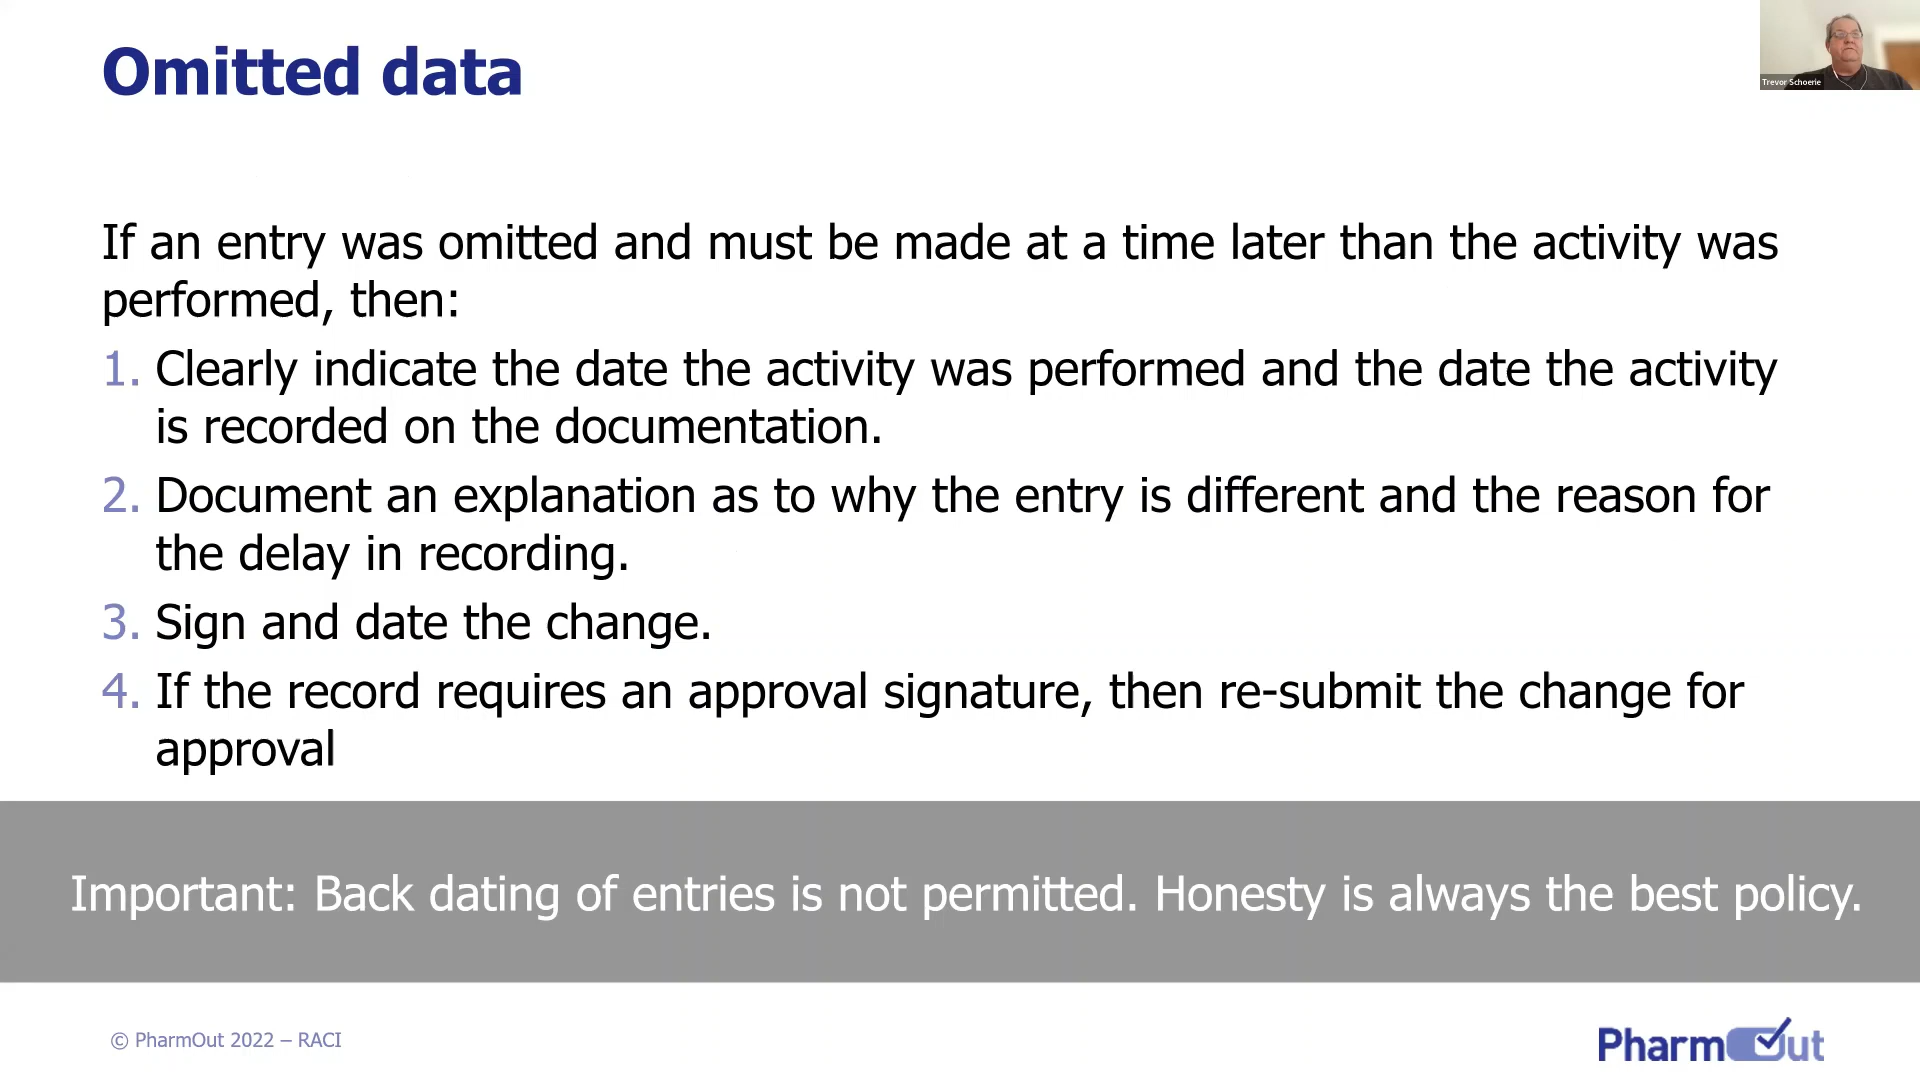 Omitted data
Trevor Schoerie
If an entry was omitted and must be made at a time later than the activity was
performed, then:
1. Clearly indicate the date the activity was performed and the date the activity
is recorded on the documentation.
2. Document an explanation as to why the entry is different and the reason for
the delay in recording.
3. Sign and date the change.
4. If the record requires an approval signature, then re-submit the change for
approval
Important: Back dating of entries is not permitted. Honesty is always the best policy.
© PharmOut 2022 – RACI
PharmOut